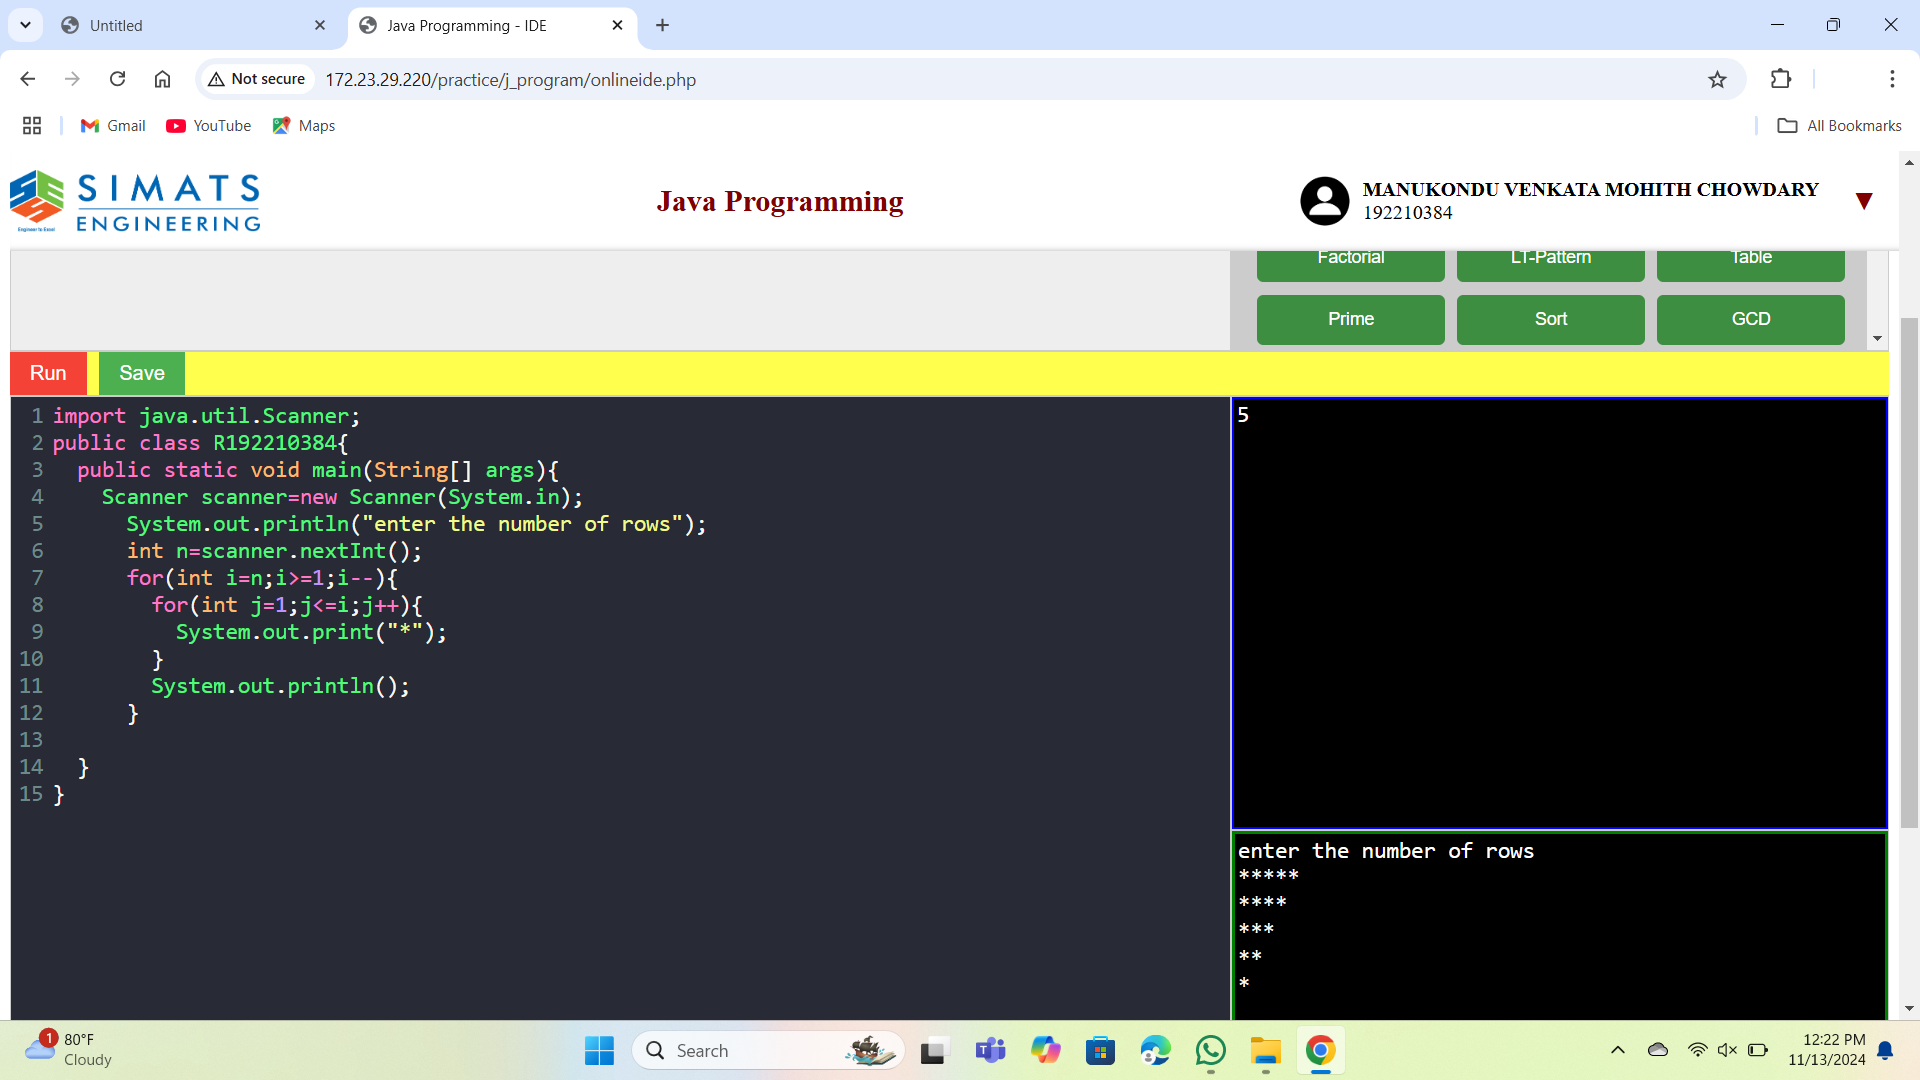 Untitled
Java Programming - IDE
Not secure
172.23.29.220/practice/j_program/onlineide.php
Gmail
YouTube
Maps
All Bookmarks
SIMATS
ENGINEERING
Engineer to Excel
Java Programming
MANUKONDU VENKATA MOHITH CHOWDARY
192210384
Factorial
LT-Pattern
Table
Prime
Sort
GCD
Run
Save
1 import java.util.Scanner;
2 public class R192210384{
3   public static void main(String[] args){
4     Scanner scanner=new Scanner(System.in);
5       System.out.println("enter the number of rows");
6       int n=scanner.nextInt();
7       for(int i=n;i>=1;i--){
8         for(int j=1;j<=i;j++){
9           System.out.print("*");
10         }
11         System.out.println();
12       }
13
14   }
15 }
5
enter the number of rows
*****
****
***
**
*
1
80°F
Cloudy
Search
12:22 PM
11/13/2024